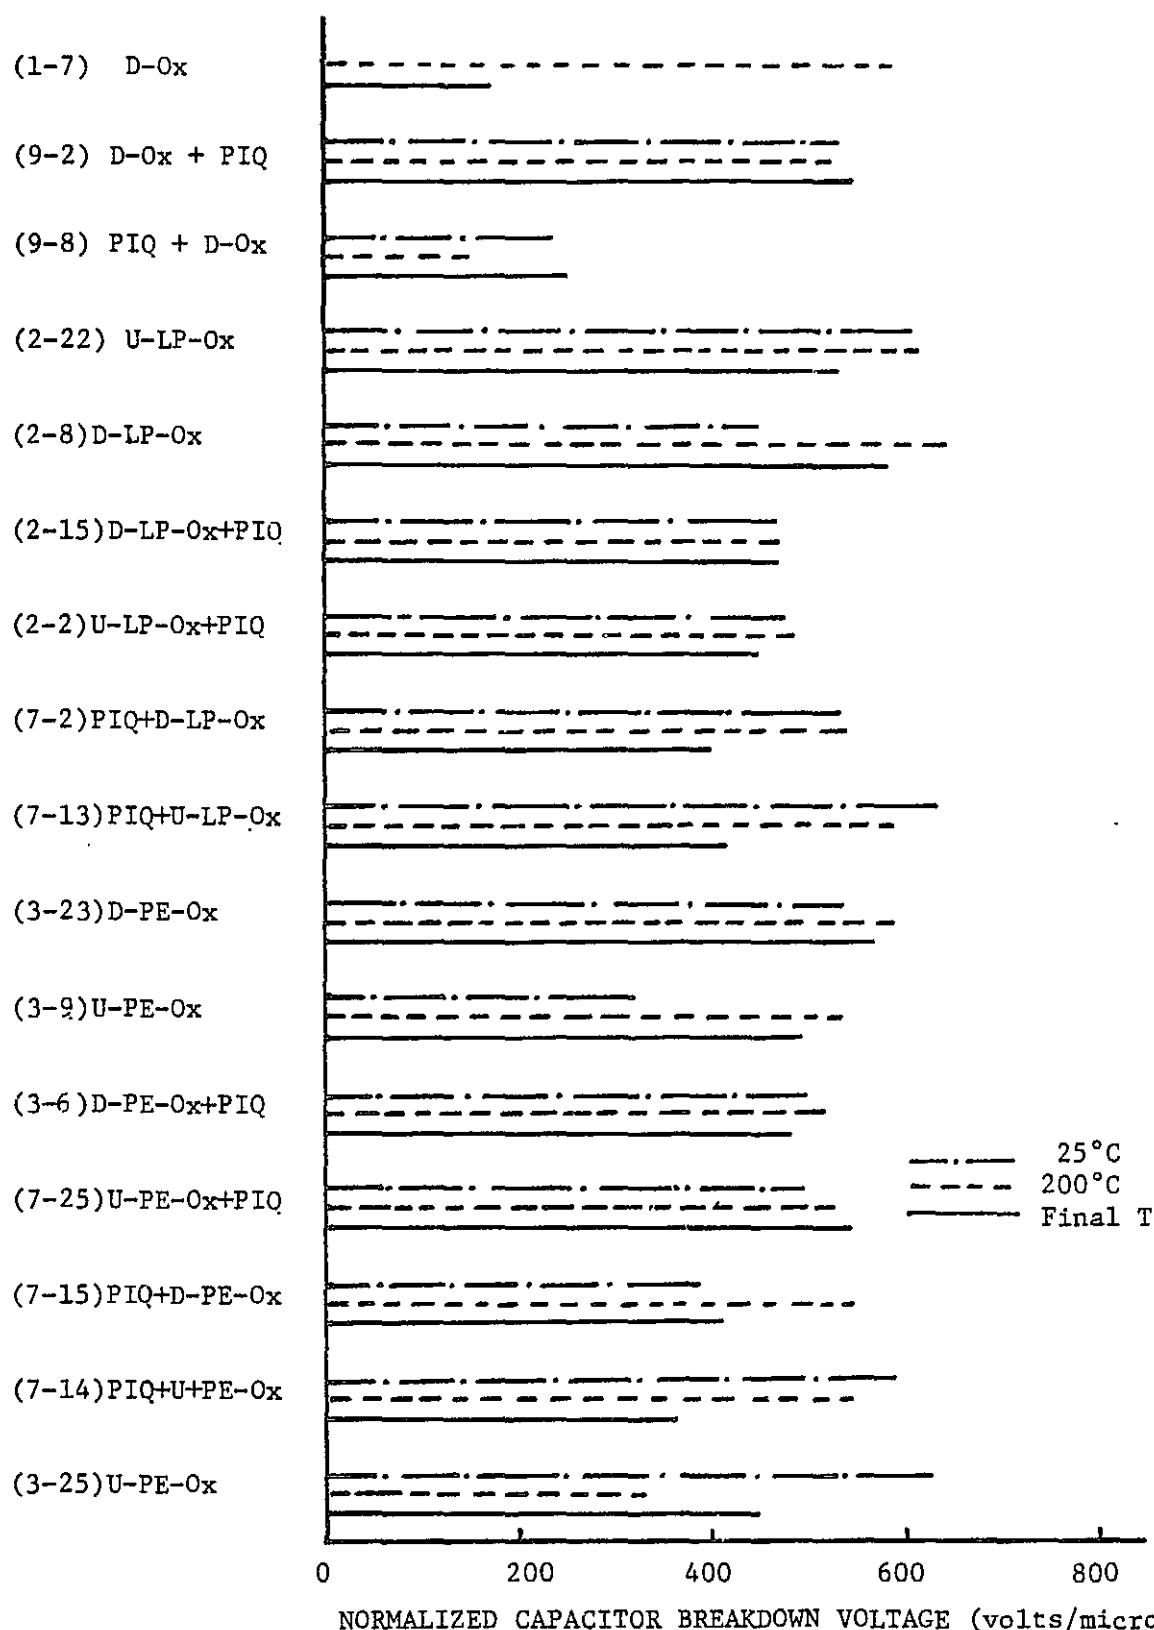 (1-7) D-Ox
(9-2) D-Ox + PIQ
(9-8) PIQ + D-Ox
(2-22) U-LP-Ox
(2-8)D-LP-Ox
(2-15)D-LP-Ox+PIQ
(2-2)U-LP-Ox+PIQ
(7-2)PIQ+D-LP-Ox
(7-13)PIQ+U-LP-Ox
(3-23)D-PE-Ox
(3-9)U-PE-Ox
(3-6)D-PE-Ox+PIQ
25°C
(7-25)U-PE-Ox+PIQ
200°C
Final T
(7-15)PIQ+D-PE-Ox
(7-14)PIQ+U+PE-Ox
(3-25)U-PE-Ox
0 200 400 600 800
NORMALIZED CAPACITOR BREAKDOWN VOLTAGE (volts/micro